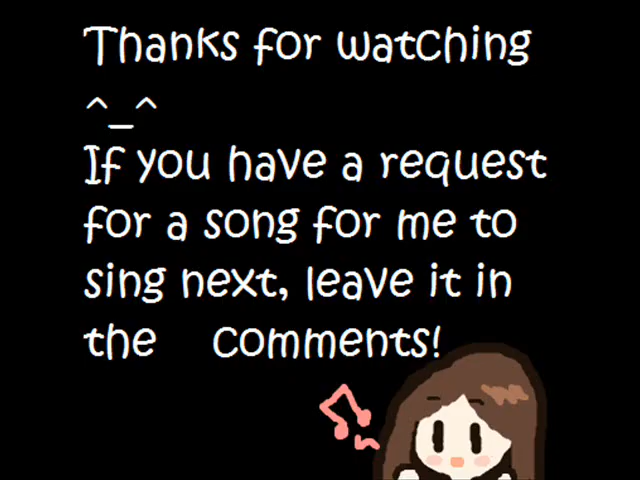 Thanks for watching
^_^
If you have a request
for a song for me to
sing next, leave it in
the comments!